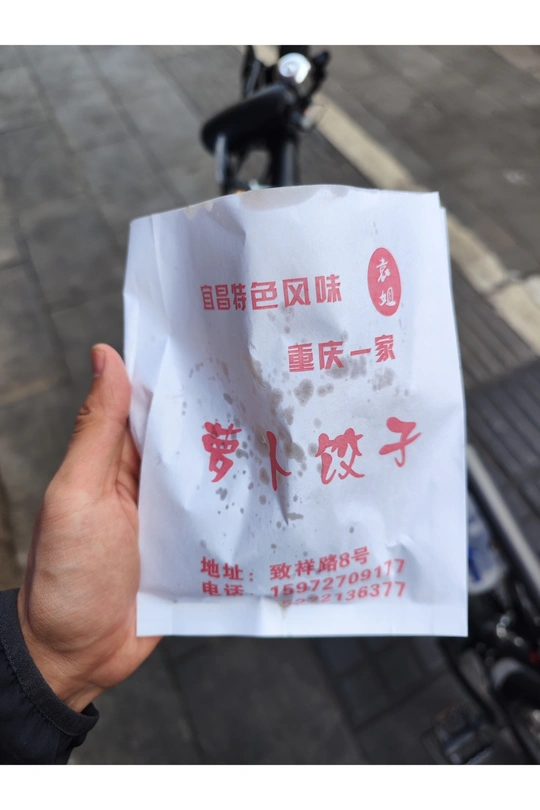 宜昌特色风味
袁姐
重庆一家
萝卜饺子
地址：致祥路8号
电话：15972709177